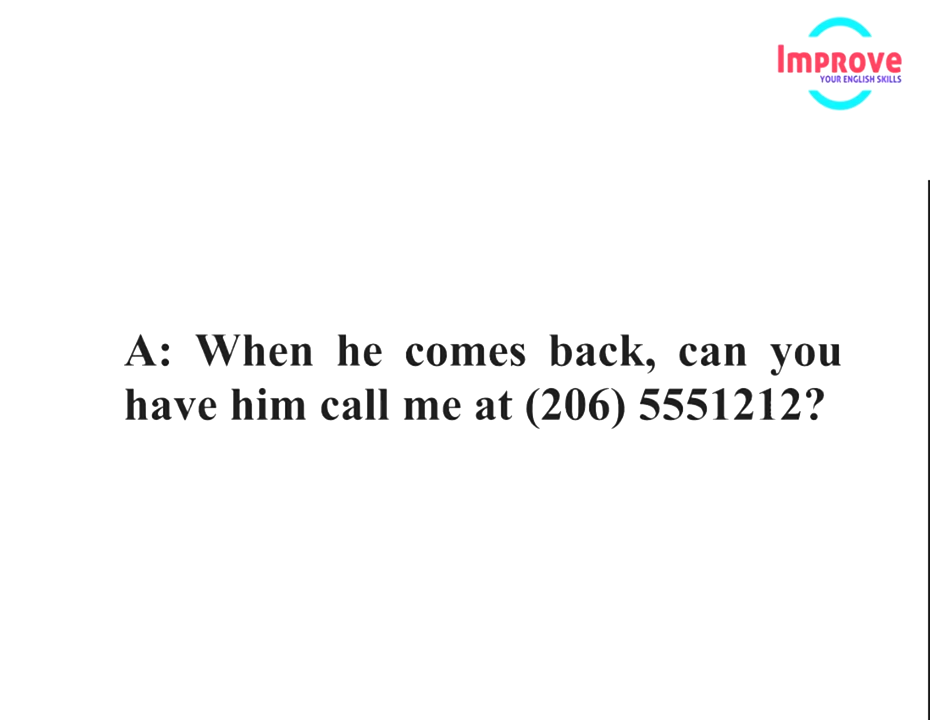 Improve
YOUR ENGLISH SKILLS
A: When he comes back, can you
have him call me at (206) 5551212?